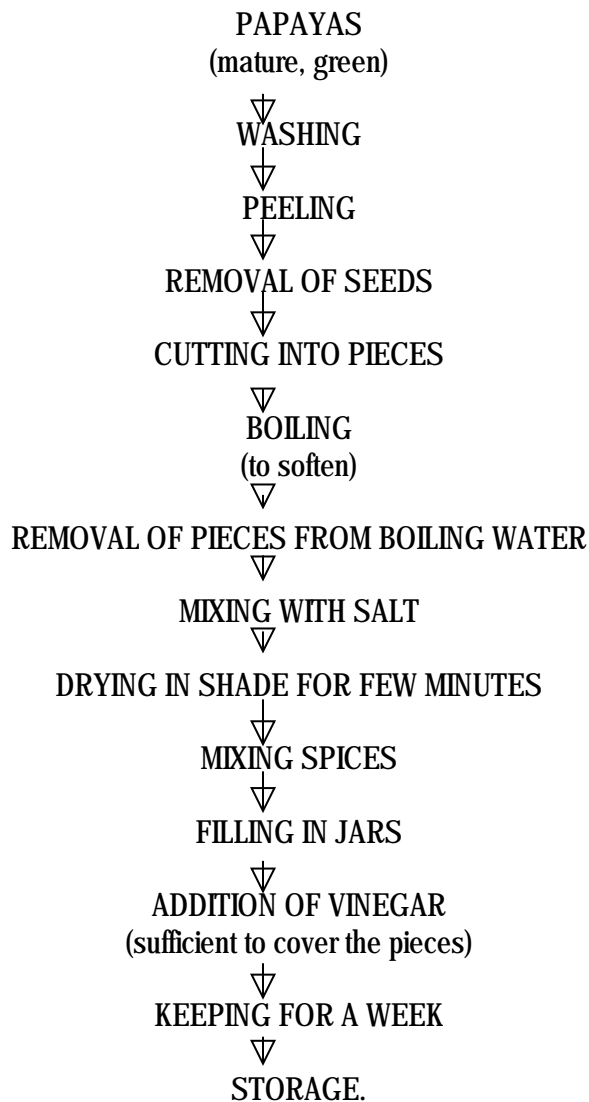 PAPAYAS
(mature, green)
WASHING
PEELING
REMOVAL OF SEEDS
CUTTING INTO PIECES
BOILING
(to soften)
REMOVAL OF PIECES FROM BOILING WATER
MIXING WITH SALT
DRYING IN SHADE FOR FEW MINUTES
MIXING SPICES
FILLING IN JARS
ADDITION OF VINEGAR
(sufficient to cover the pieces)
KEEPING FOR A WEEK
STORAGE.